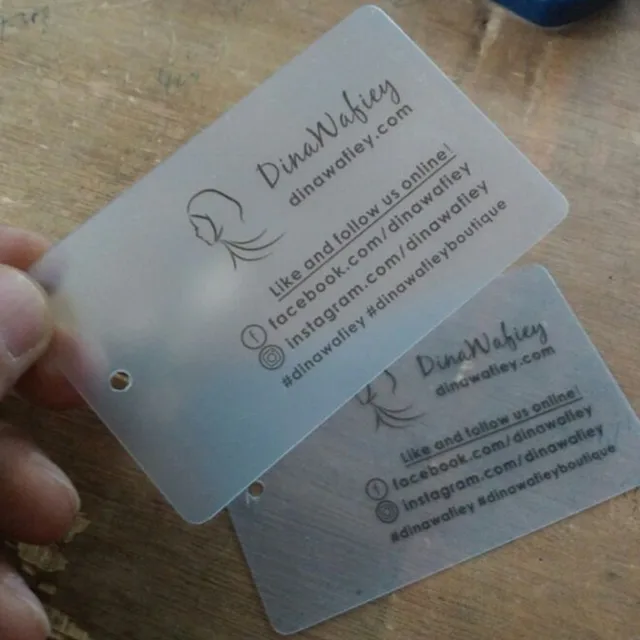 DinaWafiey
dinawafiey.com
Like and follow us online!
facebook.com/dinawafiey
instagram.com/dinawafiey
#dinawafiey #dinawafieyboutique
DinaWafiey
dinawafiey.com
Like and follow us online!
facebook.com/dinawafiey
instagram.com/dinawafiey
#dinawafiey #dinawafieyboutique